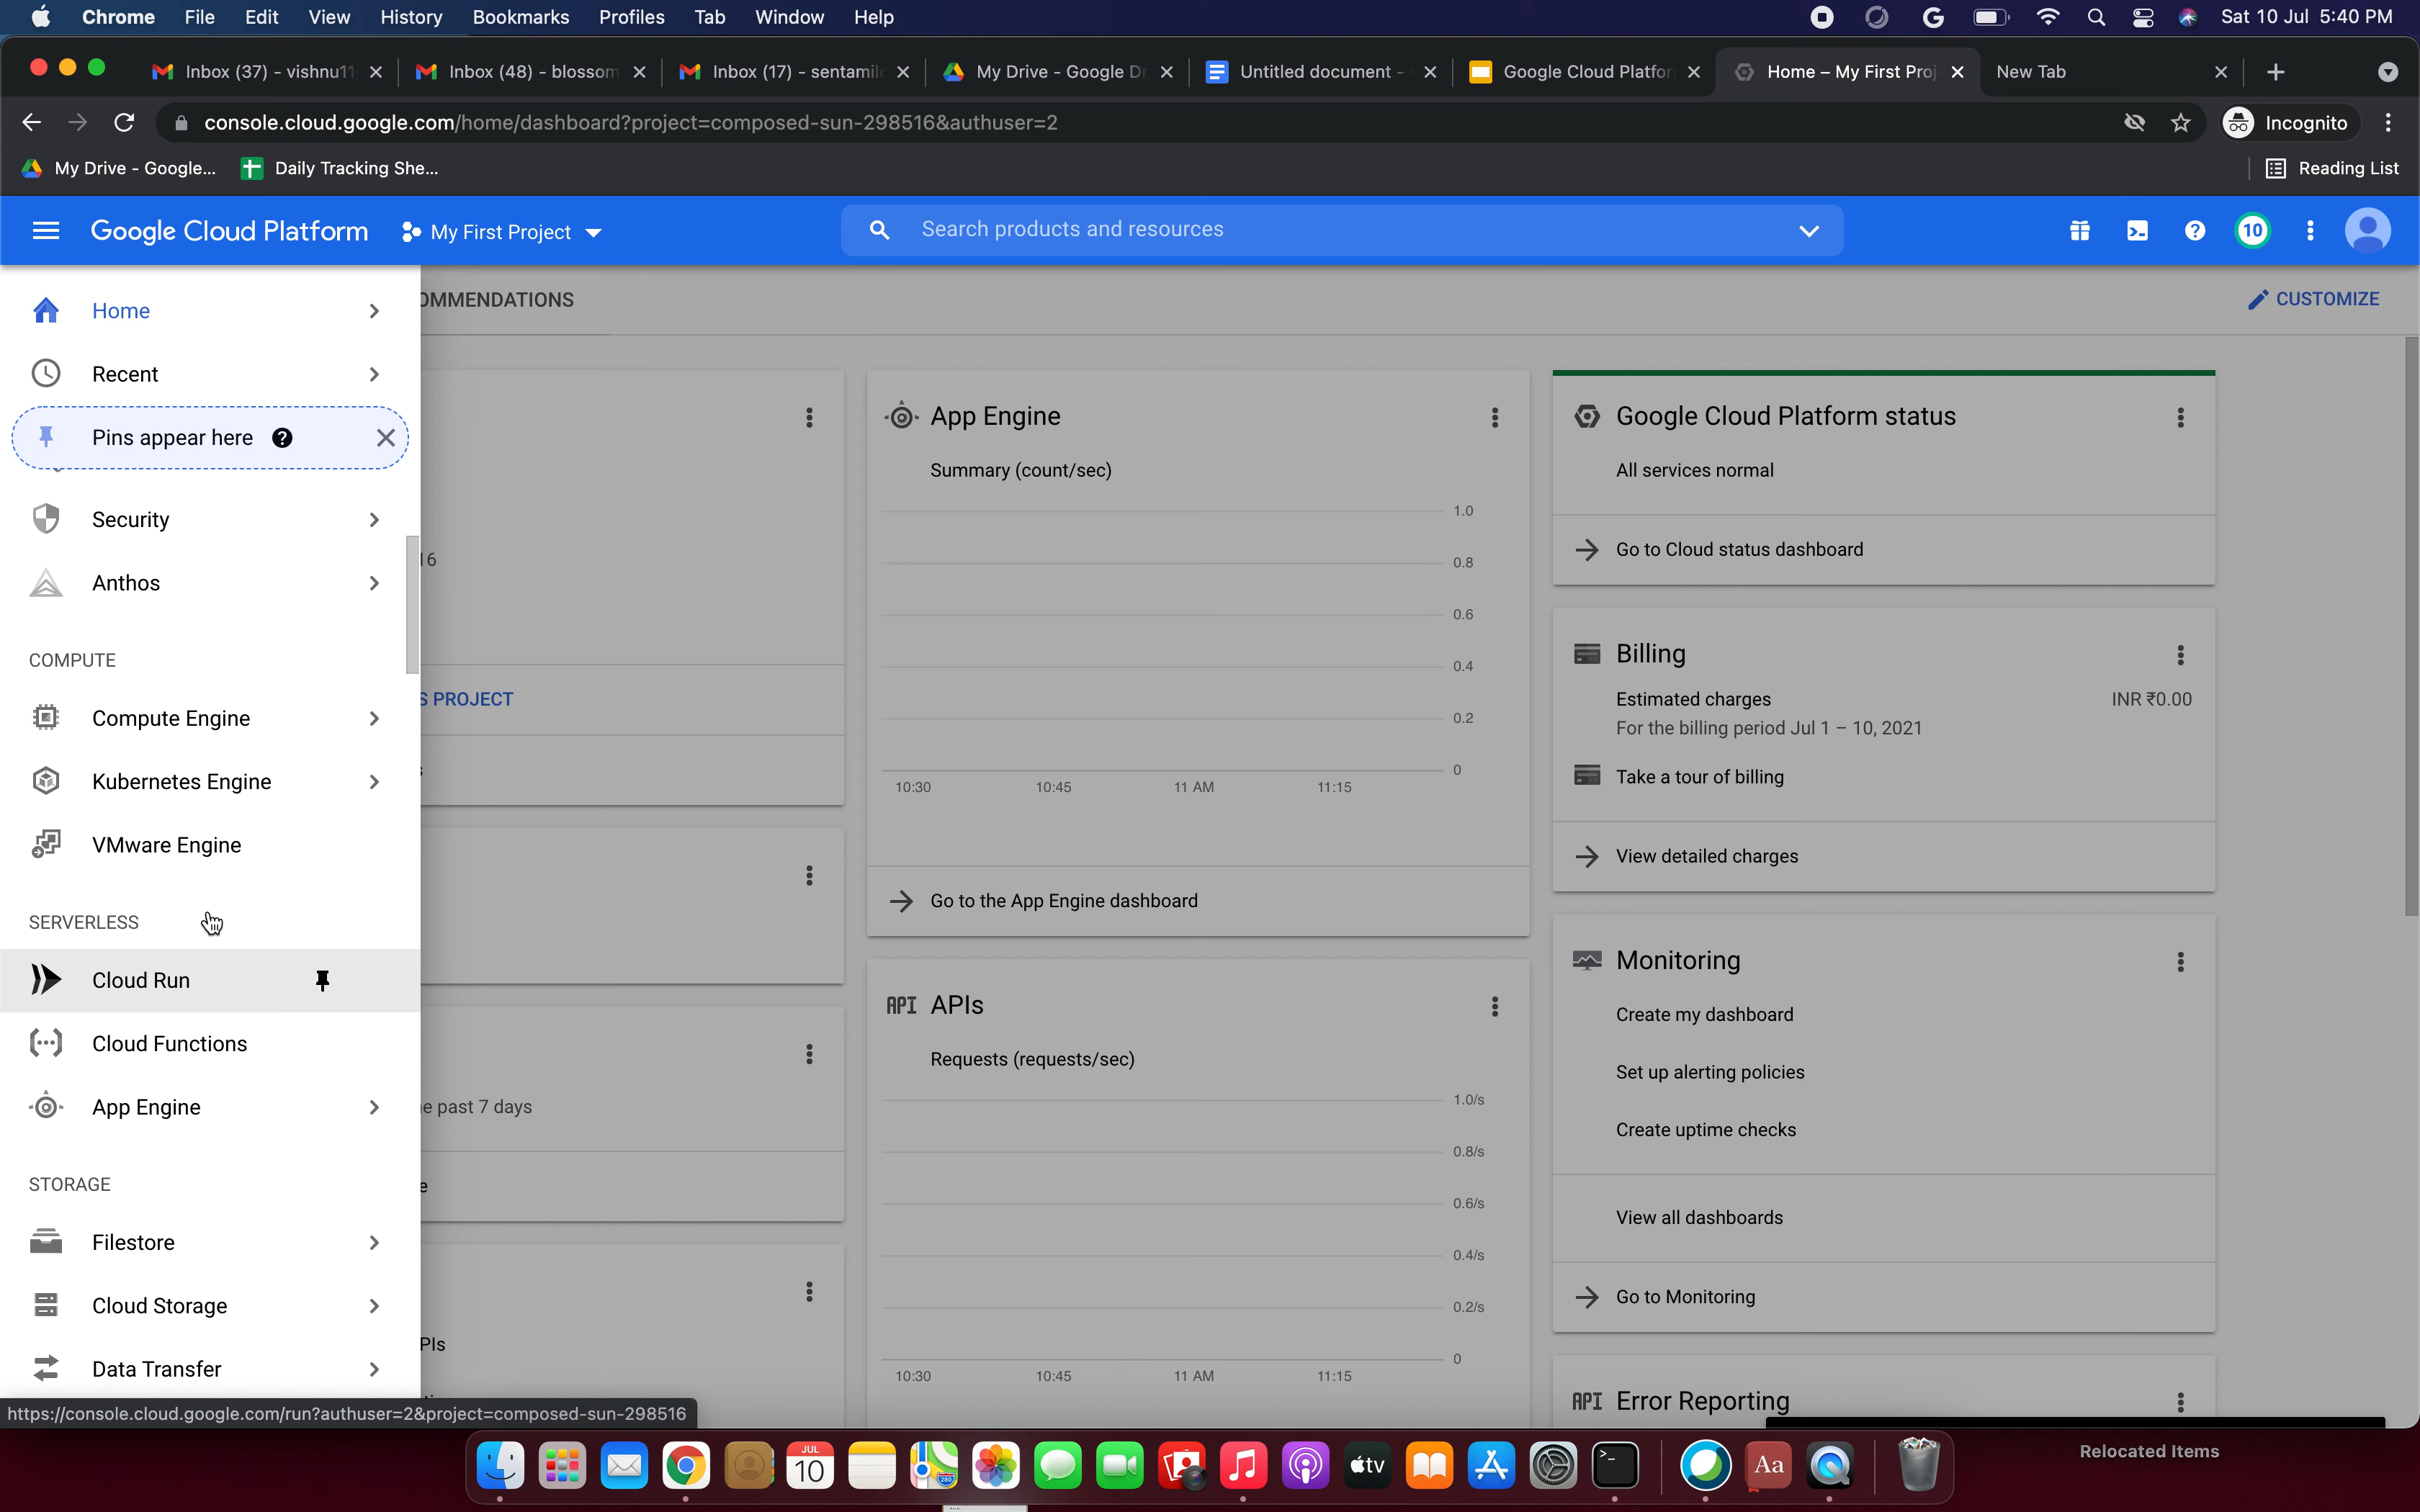 Chrome File Edit View History Bookmarks Profiles Tab Window Help Sat 10 Jul 5:40 PM
Inbox (37) - vishnu11 Inbox (48) - blossom Inbox (17) - sentamil My Drive - Google Dr Untitled document - Google Cloud Platfor Home – My First Proj New Tab
console.cloud.google.com/home/dashboard?project=composed-sun-298516&authuser=2 Incognito
My Drive - Google... Daily Tracking She... Reading List
Google Cloud Platform My First Project Search products and resources 10
Home
OMMENDATIONS
CUSTOMIZE
Recent
Pins appear here
Security
Anthos
COMPUTE
Compute Engine
Kubernetes Engine
VMware Engine
SERVERLESS
Cloud Run
Cloud Functions
App Engine
STORAGE
Filestore
Cloud Storage
Data Transfer
https://console.cloud.google.com/run?authuser=2&project=composed-sun-298516
16
S PROJECT
s
e past 7 days
e
PIs
App Engine
Summary (count/sec)
1.0
0.8
0.6
0.4
0.2
0
10:30 10:45 11 AM 11:15
Go to the App Engine dashboard
API APIs
Requests (requests/sec)
1.0/s
0.8/s
0.6/s
0.4/s
0.2/s
0
10:30 10:45 11 AM 11:15
Google Cloud Platform status
All services normal
Go to Cloud status dashboard
Billing
Estimated charges INR ₹0.00
For the billing period Jul 1 – 10, 2021
Take a tour of billing
View detailed charges
Monitoring
Create my dashboard
Set up alerting policies
Create uptime checks
View all dashboards
Go to Monitoring
API Error Reporting
JUL
10
280
tv
Aa
Relocated Items